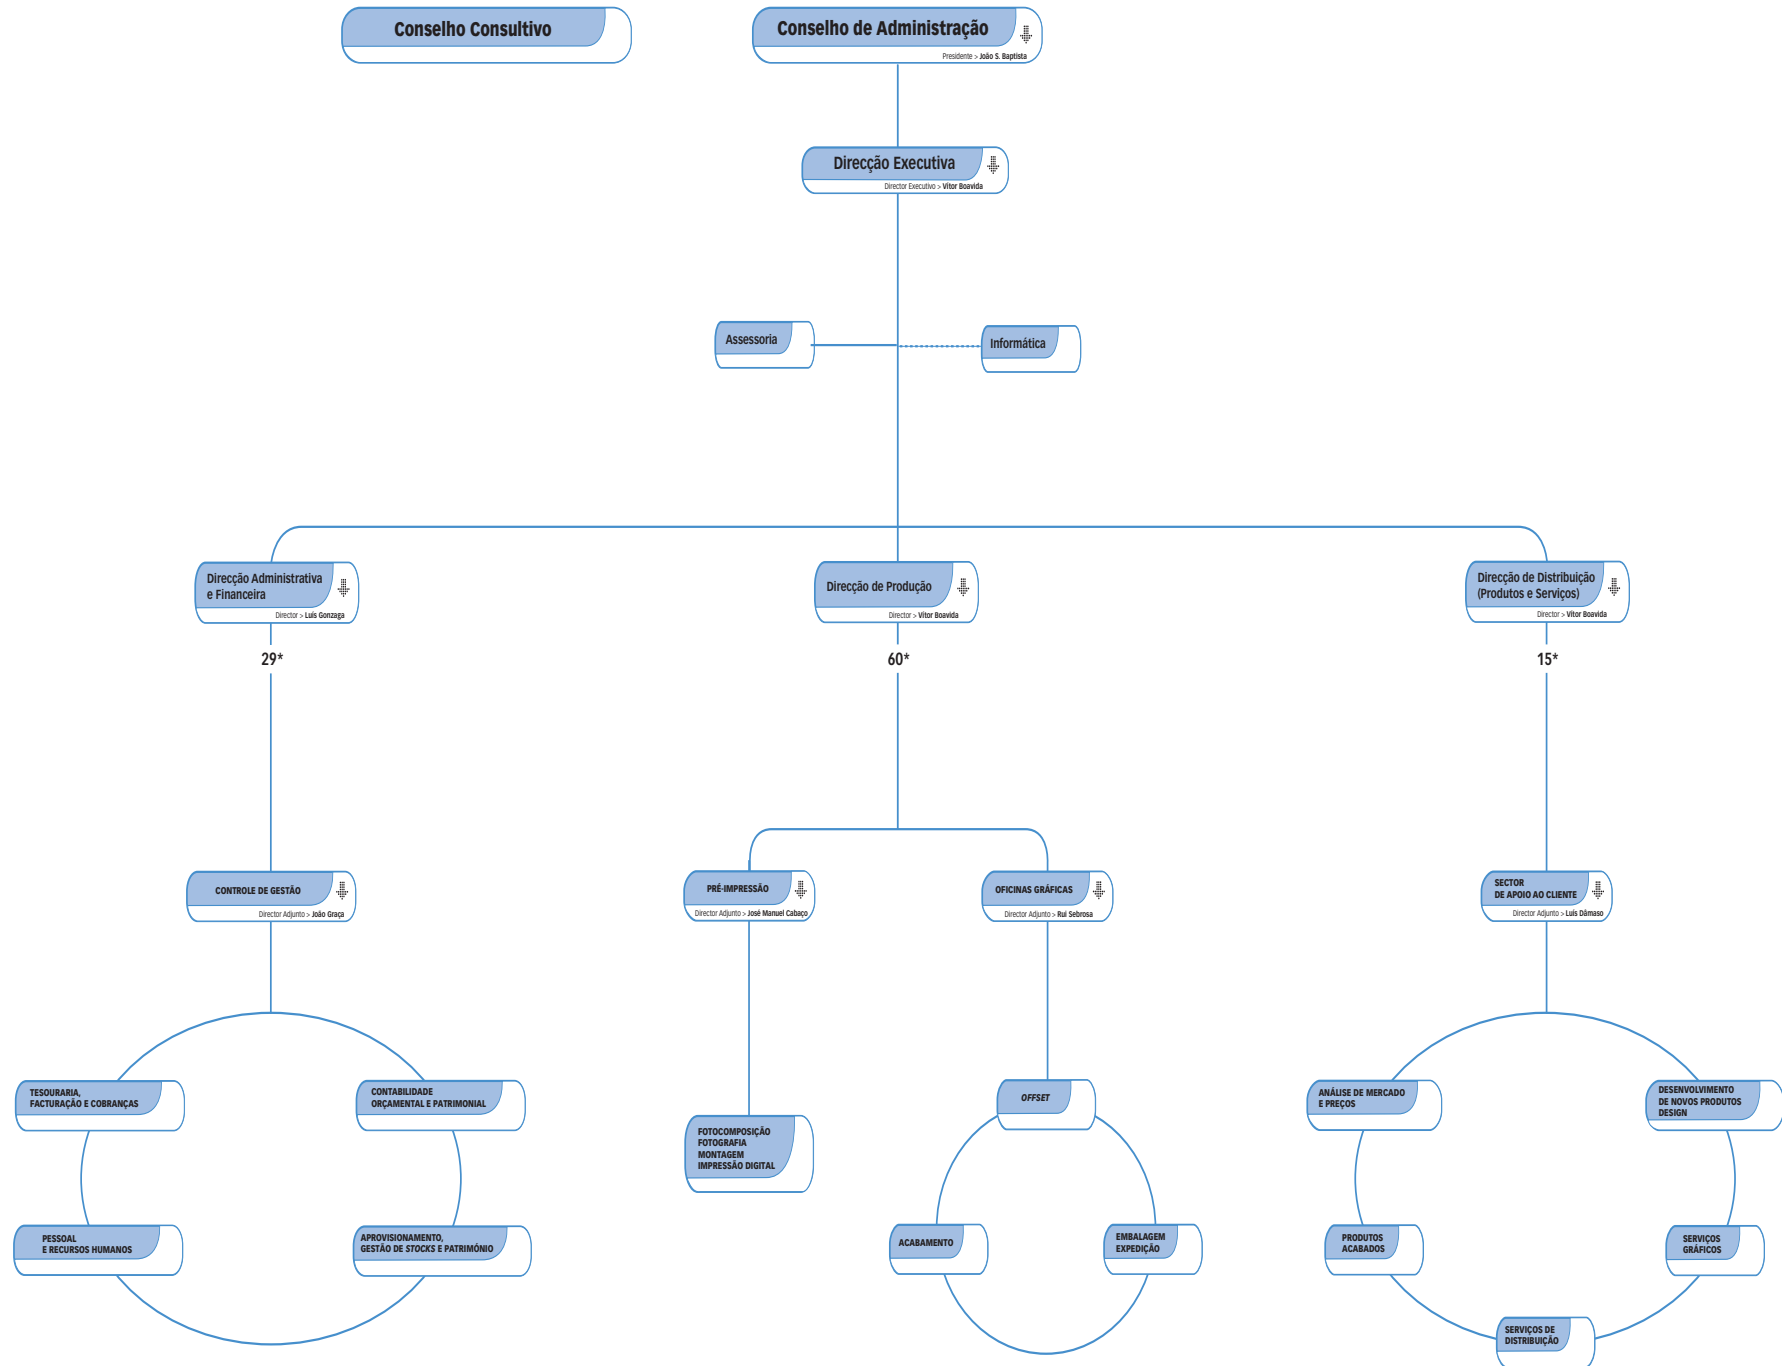 Conselho Consultivo
Conselho de Administração
Presidente > João S. Baptista
Direcção Executiva
Director Executivo > Vítor Boavida
Assessoria
Informática
Direcção Administrativa
e Financeira
Director > Luís Gonzaga
Direcção de Produção
Director > Vítor Boavida
Direcção de Distribuição
(Produtos e Serviços)
Director > Vítor Boavida
29*
60*
15*
CONTROLE DE GESTÃO
Director Adjunto > João Graça
PRÉ-IMPRESSÃO
Director Adjunto > José Manuel Cabaço
OFICINAS GRÁFICAS
Director Adjunto > Rui Sebrosa
SECTOR
DE APOIO AO CLIENTE
Director Adjunto > Luís Dâmaso
TESOURARIA,
FACTURAÇÃO E COBRANÇAS
CONTABILIDADE
ORÇAMENTAL E PATRIMONIAL
PESSOAL
E RECURSOS HUMANOS
APROVISIONAMENTO,
GESTÃO DE STOCKS E PATRIMÓNIO
FOTOCOMPOSIÇÃO
FOTOGRAFIA
MONTAGEM
IMPRESSÃO DIGITAL
OFFSET
ACABAMENTO
EMBALAGEM
EXPEDIÇÃO
ANÁLISE DE MERCADO
E PREÇOS
DESENVOLVIMENTO
DE NOVOS PRODUTOS
DESIGN
PRODUTOS
ACABADOS
SERVIÇOS
GRÁFICOS
SERVIÇOS DE
DISTRIBUIÇÃO